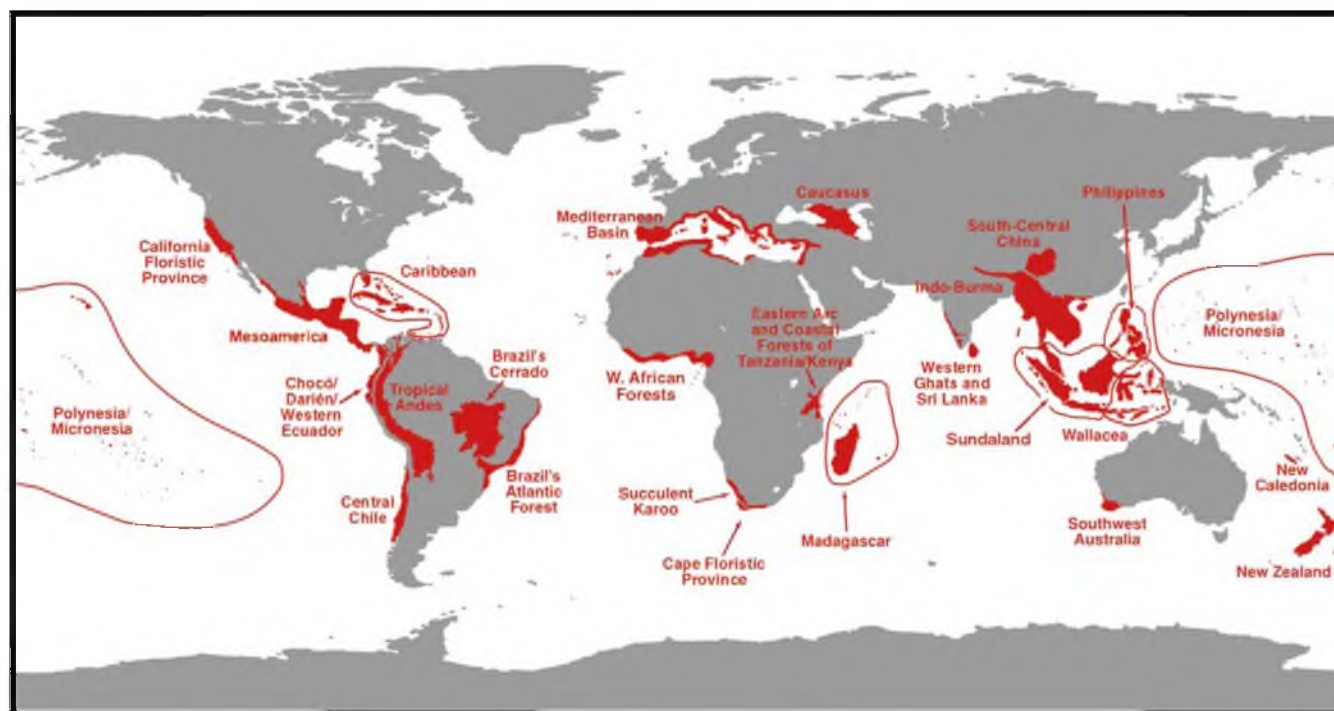 California
Floristic
Province
Caribbean
Mesoamerica
Polynesia/
Micronesia
Chocó/
Darién/
Western
Ecuador
Tropical
Andes
Brazil's
Cerrado
Brazil's
Atlantic
Forest
Central
Chile
Mediterranean
Basin
Caucasus
W. African
Forests
Eastern Arc
and Coastal
Forests of
Tanzania/Kenya
Succulent
Karoo
Cape Floristic
Province
Madagascar
Philippines
South-Central
China
Indo-Burma
Western
Ghats and
Sri Lanka
Sundaland
Wallacea
Polynesia/
Micronesia
New
Caledonia
Southwest
Australia
New Zealand